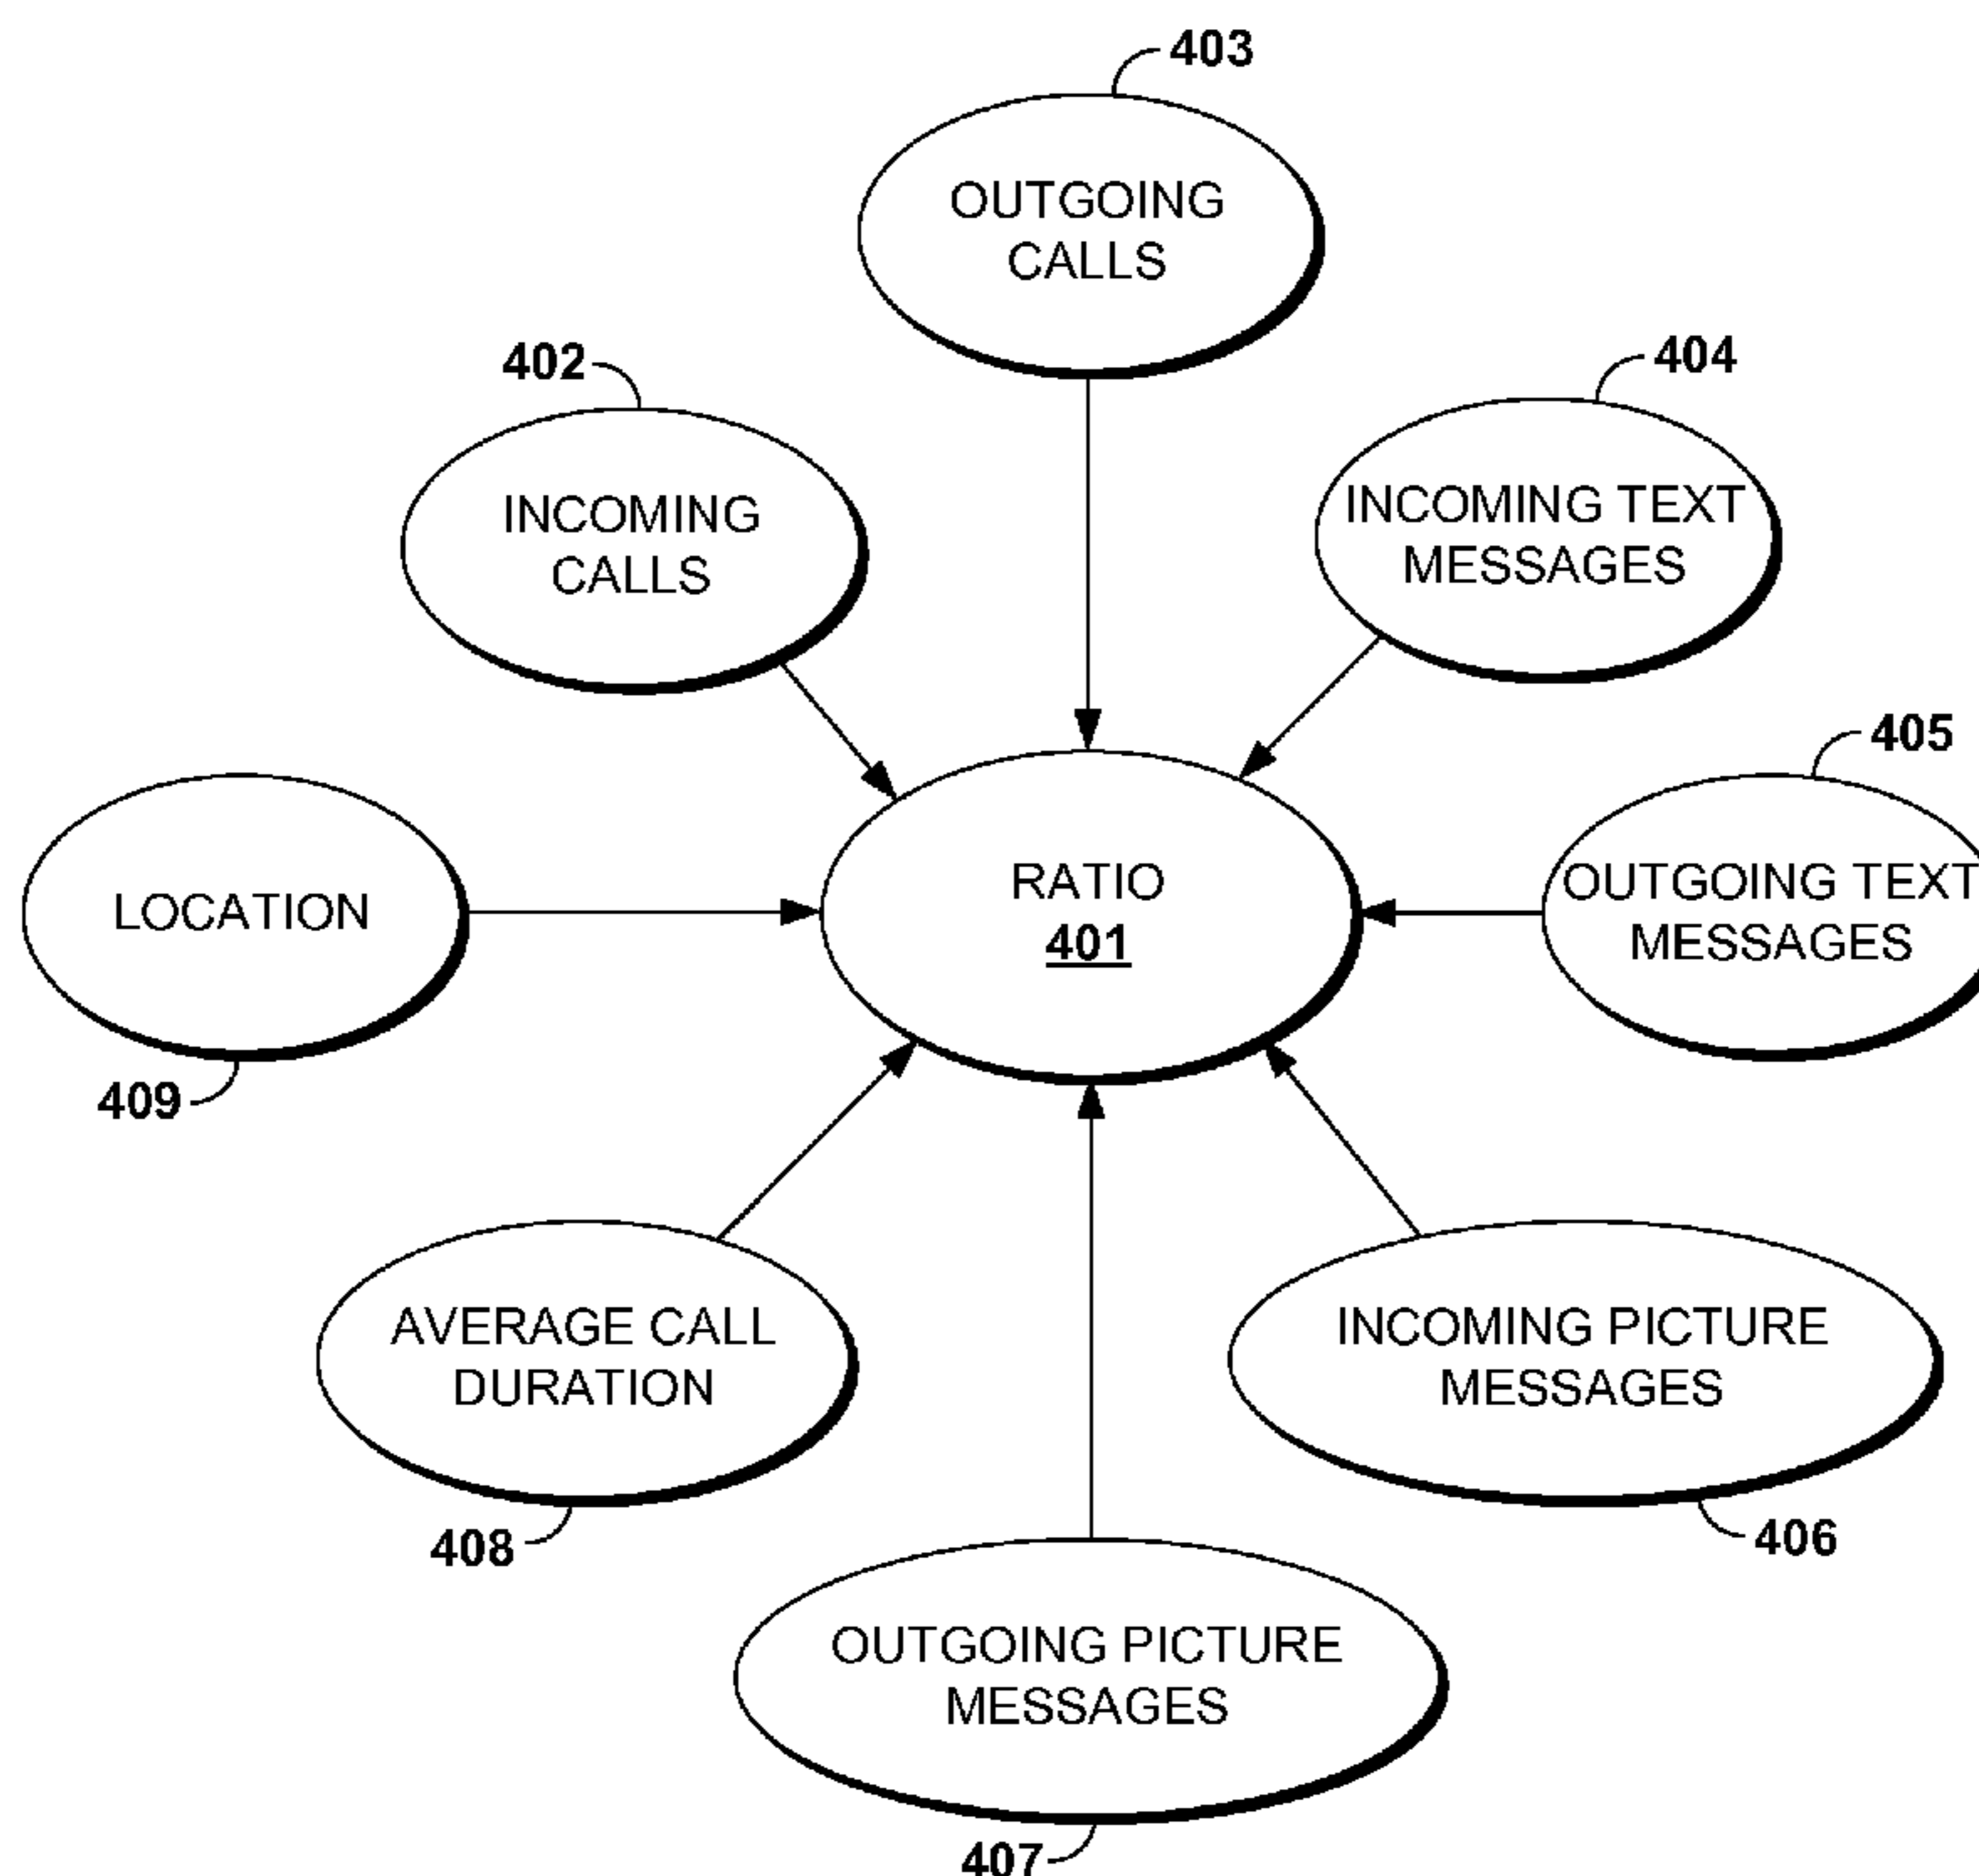 403
OUTGOING
CALLS
402
INCOMING
CALLS
404
INCOMING TEXT
MESSAGES
405
OUTGOING TEXT
MESSAGES
LOCATION
409
RATIO
401
AVERAGE CALL
DURATION
408
INCOMING PICTURE
MESSAGES
406
OUTGOING PICTURE
MESSAGES
407